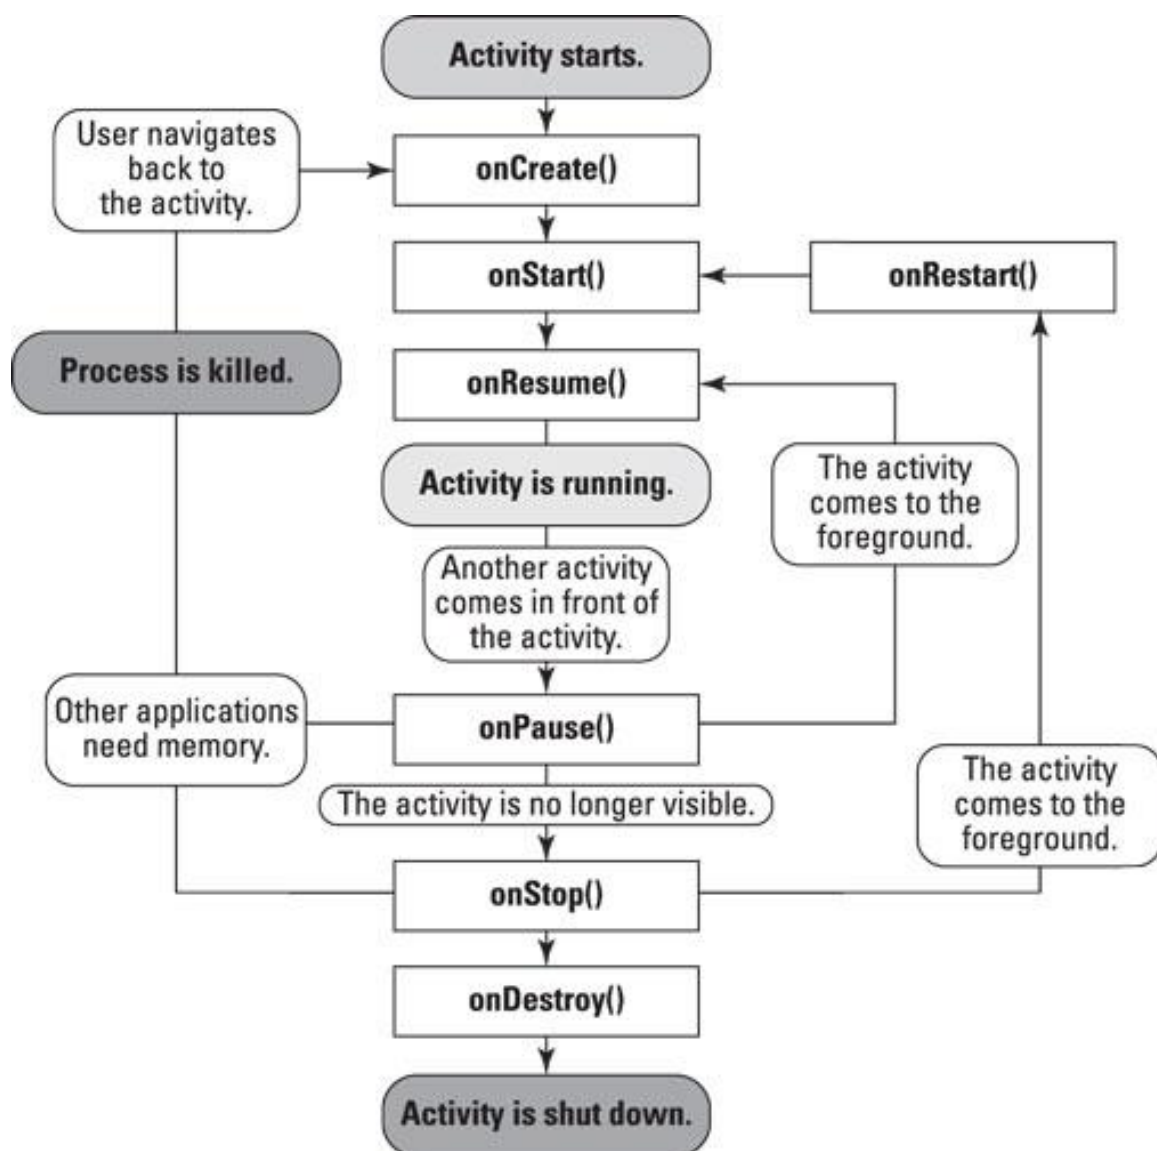 Activity starts.
User navigates
back to
the activity.
onCreate()
onStart()
onRestart()
Process is killed.
onResume()
Activity is running.
The activity
comes to the
foreground.
Another activity
comes in front of
the activity.
Other applications
need memory.
onPause()
The activity is no longer visible.
The activity
comes to the
foreground.
onStop()
onDestroy()
Activity is shut down.